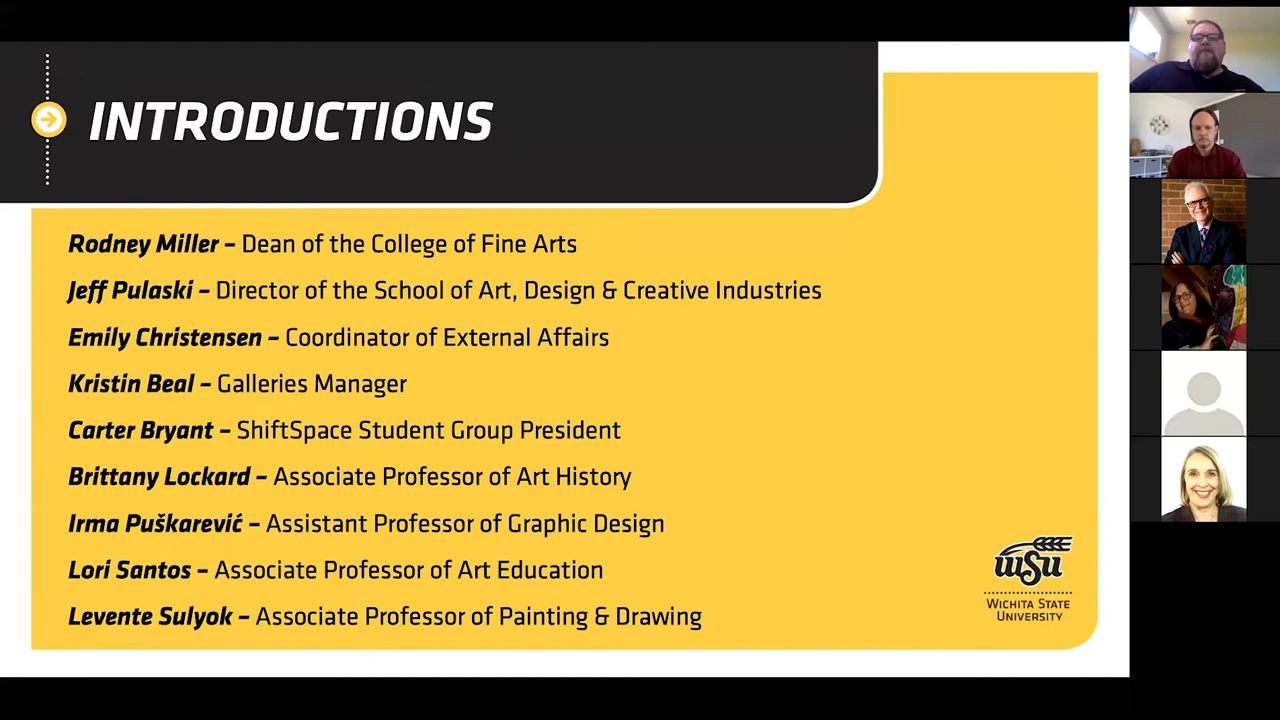 INTRODUCTIONS
Rodney Miller – Dean of the College of Fine Arts
Jeff Pulaski – Director of the School of Art, Design & Creative Industries
Emily Christensen – Coordinator of External Affairs
Kristin Beal – Galleries Manager
Carter Bryant – ShiftSpace Student Group President
Brittany Lockard – Associate Professor of Art History
Irma Puškarević – Assistant Professor of Graphic Design
Lori Santos – Associate Professor of Art Education
Levente Sulyok – Associate Professor of Painting & Drawing
wsu
WICHITA STATE
UNIVERSITY